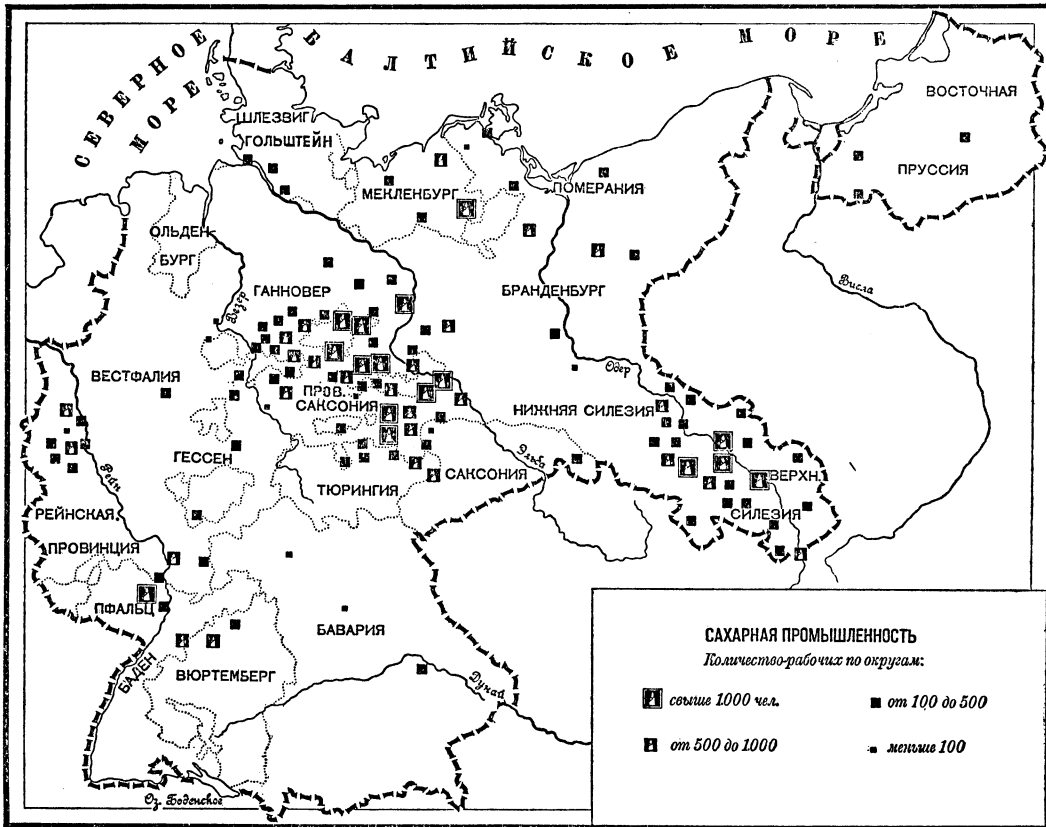 СЕВЕРНОЕ
МОРЕ
БАЛТИЙСКОЕ МОРЕ
ВОСТОЧНАЯ
ПРУССИЯ
ШЛЕЗВИГ
ГОЛЬШТЕЙН
МЕКЛЕНБУРГ
ПОМЕРАНИЯ
ОЛЬДЕН-
БУРГ
Везер
ГАННОВЕР
БРАНДЕНБУРГ
Висла
ВЕСТФАЛИЯ
Одер
ПРОВ.
САКСОНИЯ
НИЖНЯЯ СИЛЕЗИЯ
ГЕССЕН
Рейн
Эльба
САКСОНИЯ
ТЮРИНГИЯ
ВЕРХН.
СИЛЕЗИЯ
РЕЙНСКАЯ
ПРОВИНЦИЯ
ПФАЛЬЦ
БАВАРИЯ
БАДЕН
ВЮРТЕМБЕРГ
Дунай
Оз. Боденское
САХАРНАЯ ПРОМЫШЛЕННОСТЬ
Количество-рабочих по округам:
свыше 1000 чел.
от 100 до 500
от 500 до 1000
меньше 100